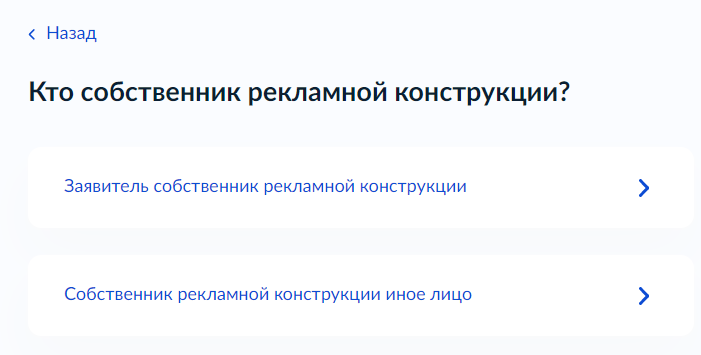 Назад
Кто собственник рекламной конструкции?
Заявитель собственник рекламной конструкции
Собственник рекламной конструкции иное лицо